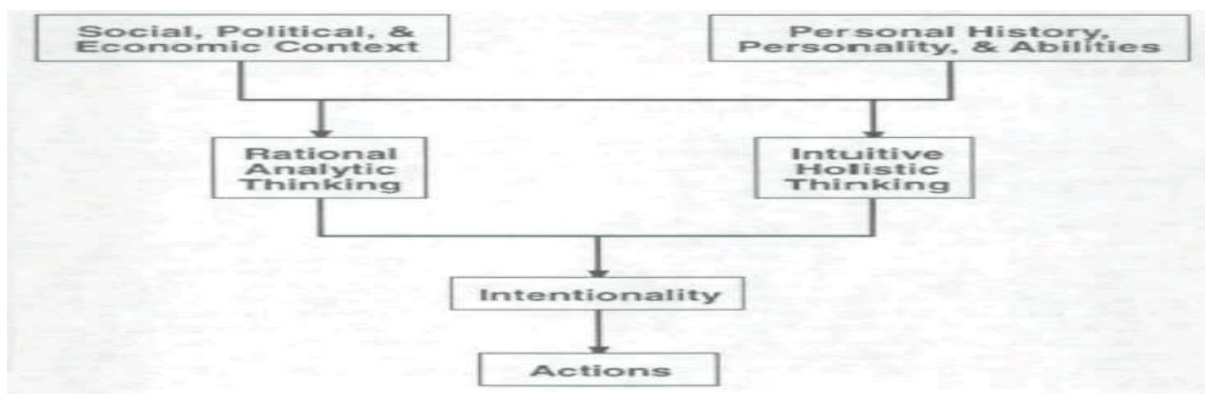 Social, Political, &
Economic Context
Personal History,
Personality, & Abilities
Rational
Analytic
Thinking
Intuitive
Holistic
Thinking
Intentionality
Actions